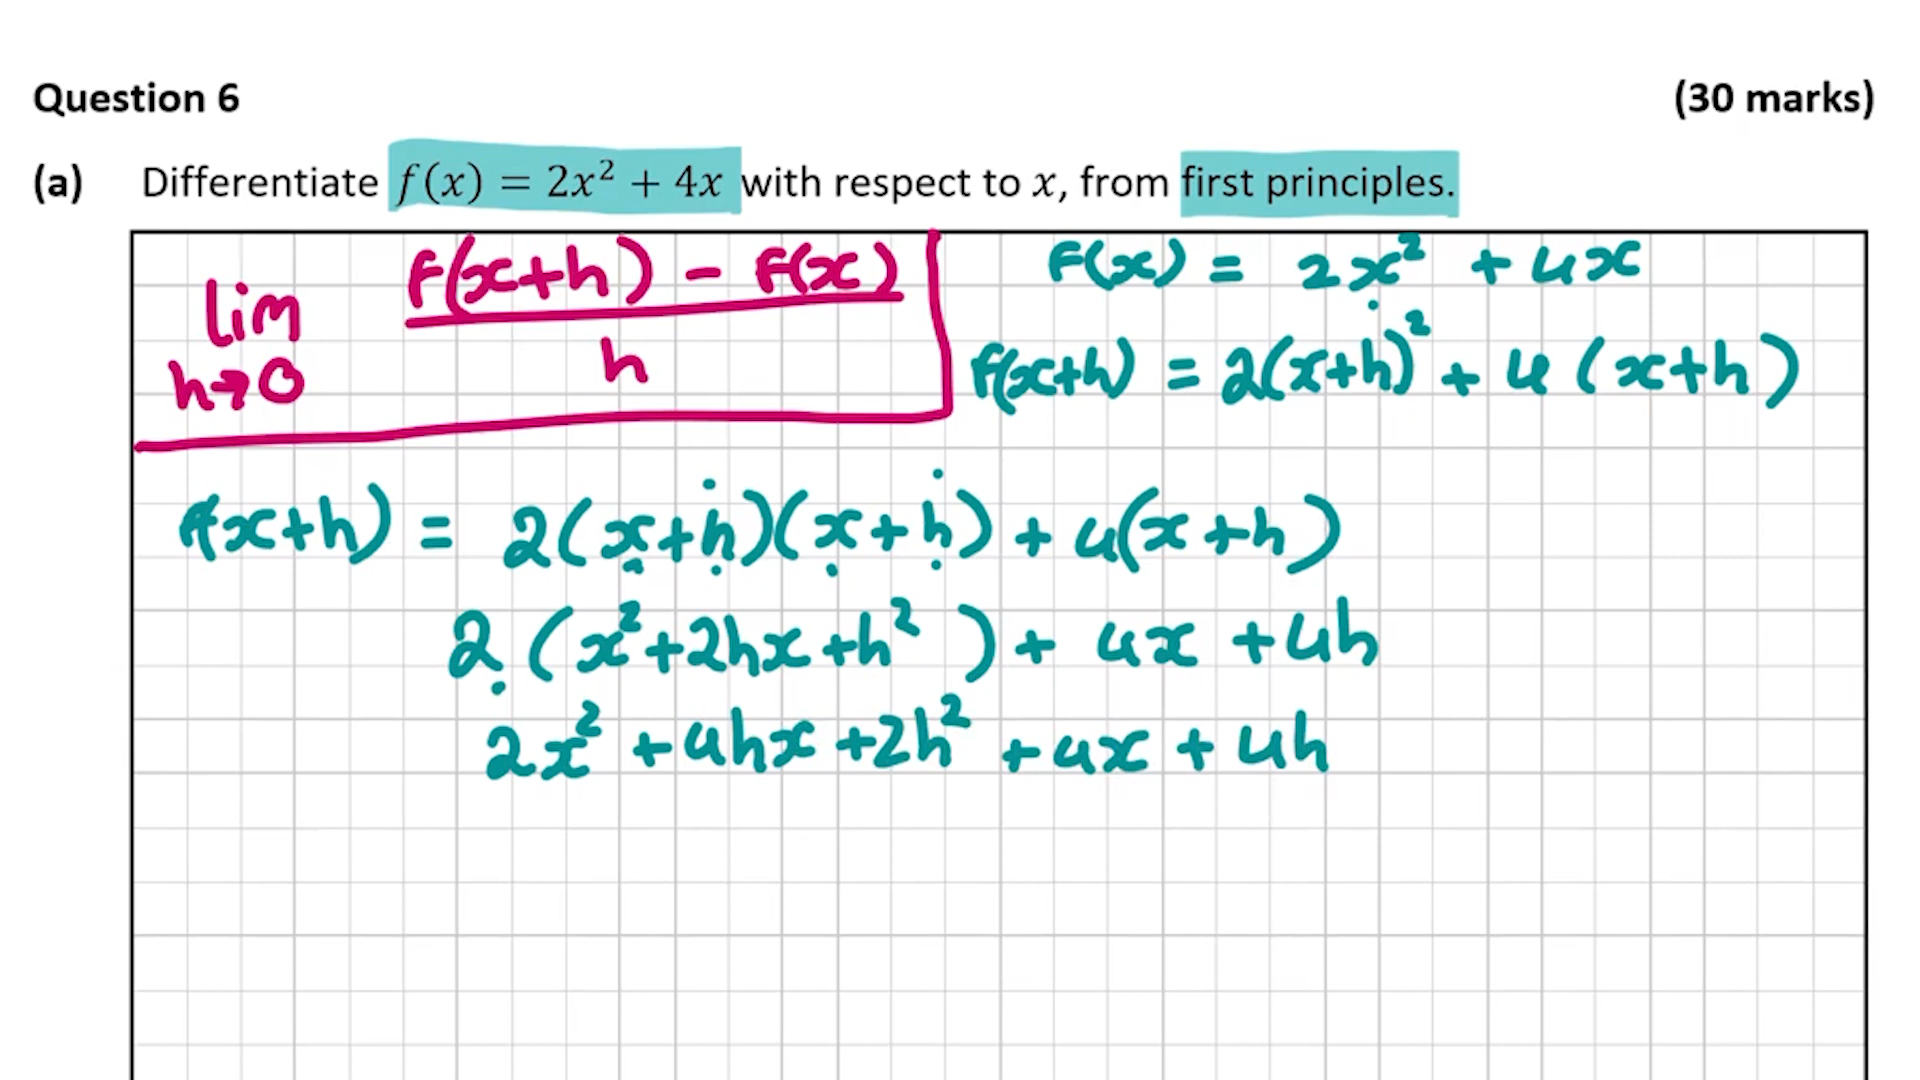 Question 6 (30 marks)
(a) Differentiate f(x) = 2x² + 4x with respect to x, from first principles.
lim h→0 f(x+h) - f(x) / h
f(x) = 2x² + 4x
f(x+h) = 2(x+h)² + 4(x+h)
f(x+h) = 2(x+h)(x+h) + 4(x+h)
2(x²+2hx+h²) + 4x + 4h
2x² + 4hx + 2h² + 4x + 4h